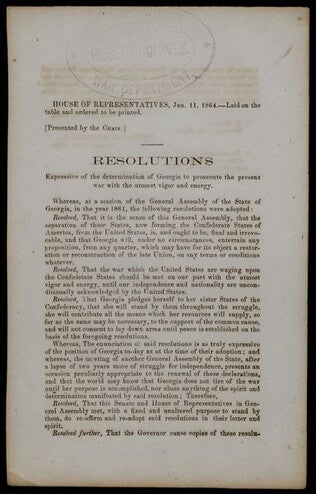 REBEL ARCHIVES
WAR DEPARTMENT
HOUSE OF REPRESENTATIVES, Jan. 11, 1864.—Laid on the
table and ordered to be printed.
[Presented by the CHAIR.]
RESOLUTIONS
Expressive of the determination of Georgia to prosecute the present
war with the utmost vigor and energy.
Whereas, at a session of the General Assembly of the State of
Georgia, in the year 1861, the following resolutions were adopted:
Resolved, That it is the sense of this General Assembly, that the
separation of those States, now forming the Confederate States of
America, from the United States, is, and ought to be, final and irrevo-
cable, and that Georgia will, under no circumstances, entertain any
proposition, from any quarter, which may have for its object a restor-
ation or reconstruction of the late Union, on any terms or conditions
whatever.
Resolved, That the war which the United States are waging upon
the Confederate States should be met on our part with the utmost
vigor and energy, until our independence and nationality are uncon-
ditionally acknowledged by the United States.
Resolved, That Georgia pledges herself to her sister States of the
Confederacy, that she will stand by them throughout the struggle,
she will contribute all the means which her resources will supply, so
far as the same may be necessary, to the support of the common cause,
and will not consent to lay down arms until peace is established on the
basis of the foregoing resolutions.
Whereas, The enunciation of said resolutions is as truly expressive
of the position of Georgia to-day as at the time of their adoption; and
whereas, the meeting of another General Assembly of the State, after
a lapse of two years more of struggle for independence, presents an
occasion peculiarly appropriate to the renewal of these declarations,
and that the world may know that Georgia does not tire of the war
until her purpose is accomplished, nor abate anything of the spirit and
determination manifested by said resolution; Therefore,
Resolved, That this Senate and House of Representatives in Gen-
eral Assembly met, with a fixed and unaltered purpose to stand by
them, do re-affirm and re-adopt said resolutions in their letter and
spirit.
Resolved further, That the Governor cause copies of these resolu-